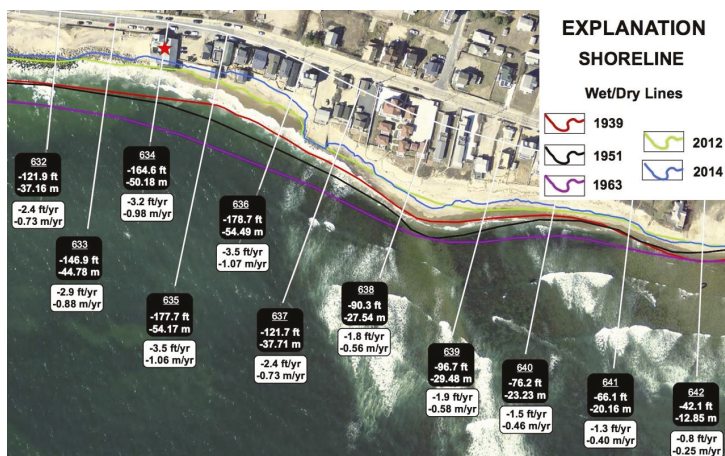 EXPLANATION
SHORELINE
Wet/Dry Lines
1939
1951
1963
2012
2014
632
-121.9 ft
-37.16 m
-2.4 ft/yr
-0.73 m/yr
633
-146.9 ft
-44.78 m
-2.9 ft/yr
-0.88 m/yr
634
-164.6 ft
-50.18 m
-3.2 ft/yr
-0.98 m/yr
635
-177.7 ft
-54.17 m
-3.5 ft/yr
-1.06 m/yr
636
-178.7 ft
-54.49 m
-3.5 ft/yr
-1.07 m/yr
637
-121.7 ft
-37.71 m
-2.4 ft/yr
-0.73 m/yr
638
-90.3 ft
-27.54 m
-1.8 ft/yr
-0.56 m/yr
639
-96.7 ft
-29.48 m
-1.9 ft/yr
-0.58 m/yr
640
-76.2 ft
-23.23 m
-1.5 ft/yr
-0.46 m/yr
641
-66.1 ft
-20.16 m
-1.3 ft/yr
-0.40 m/yr
642
-42.1 ft
-12.85 m
-0.8 ft/yr
-0.25 m/yr